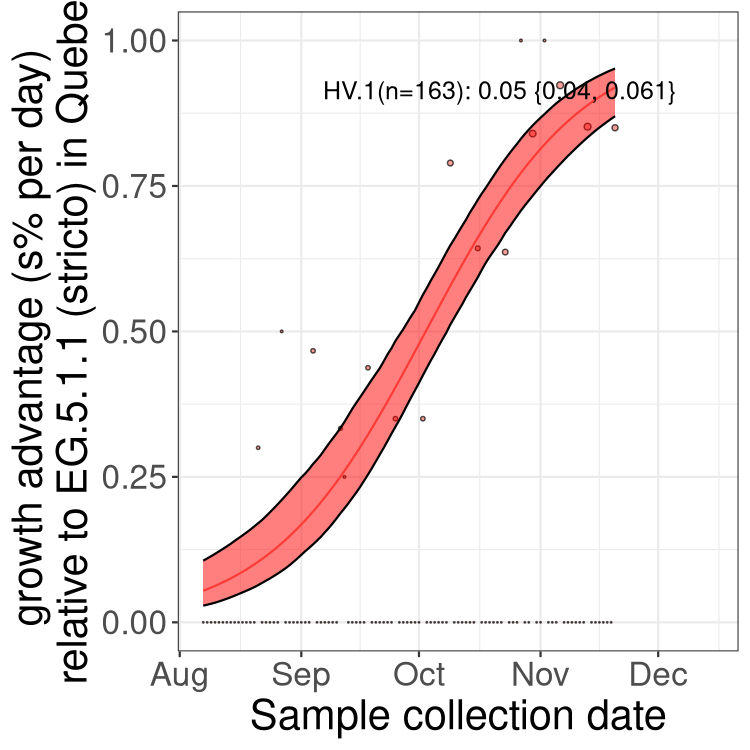 growth advantage (s% per day)
relative to EG.5.1.1 (stricto) in Quebe
1.00
0.75
0.50
0.25
0.00
HV.1(n=163): 0.05 {0.04, 0.061}
Aug Sep Oct Nov Dec
Sample collection date